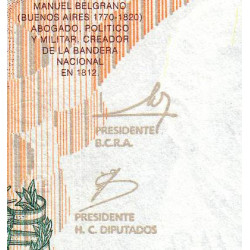 MANUEL BELGRANO
(BUENOS AIRES 1770-1820)
ABOGADO, POLITICO
Y MILITAR. CREADOR
DE LA BANDERA
NACIONAL
EN 1812
PRESIDENTE
B.C.R.A.
PRESIDENTE
H. C. DIPUTADOS